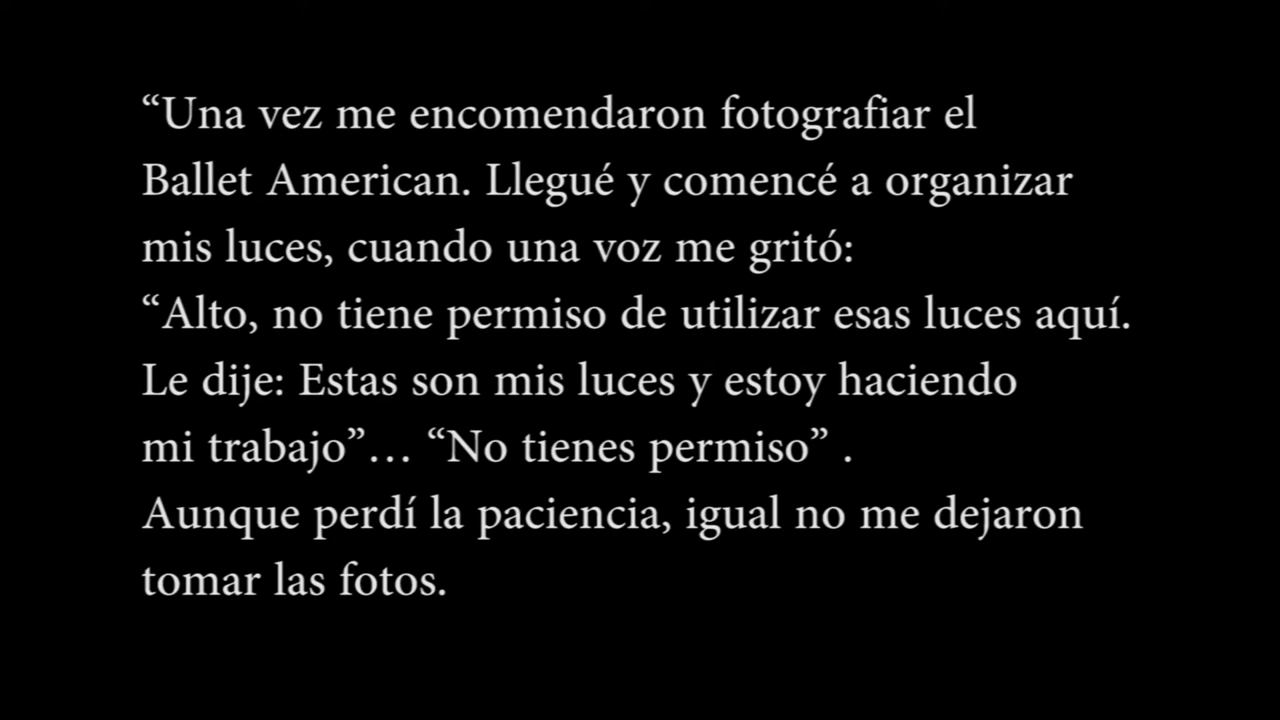 “Una vez me encomendaron fotografiar el
Ballet American. Llegué y comencé a organizar
mis luces, cuando una voz me gritó:
“Alto, no tiene permiso de utilizar esas luces aquí.
Le dije: Estas son mis luces y estoy haciendo
mi trabajo”… “No tienes permiso” .
Aunque perdí la paciencia, igual no me dejaron
tomar las fotos.